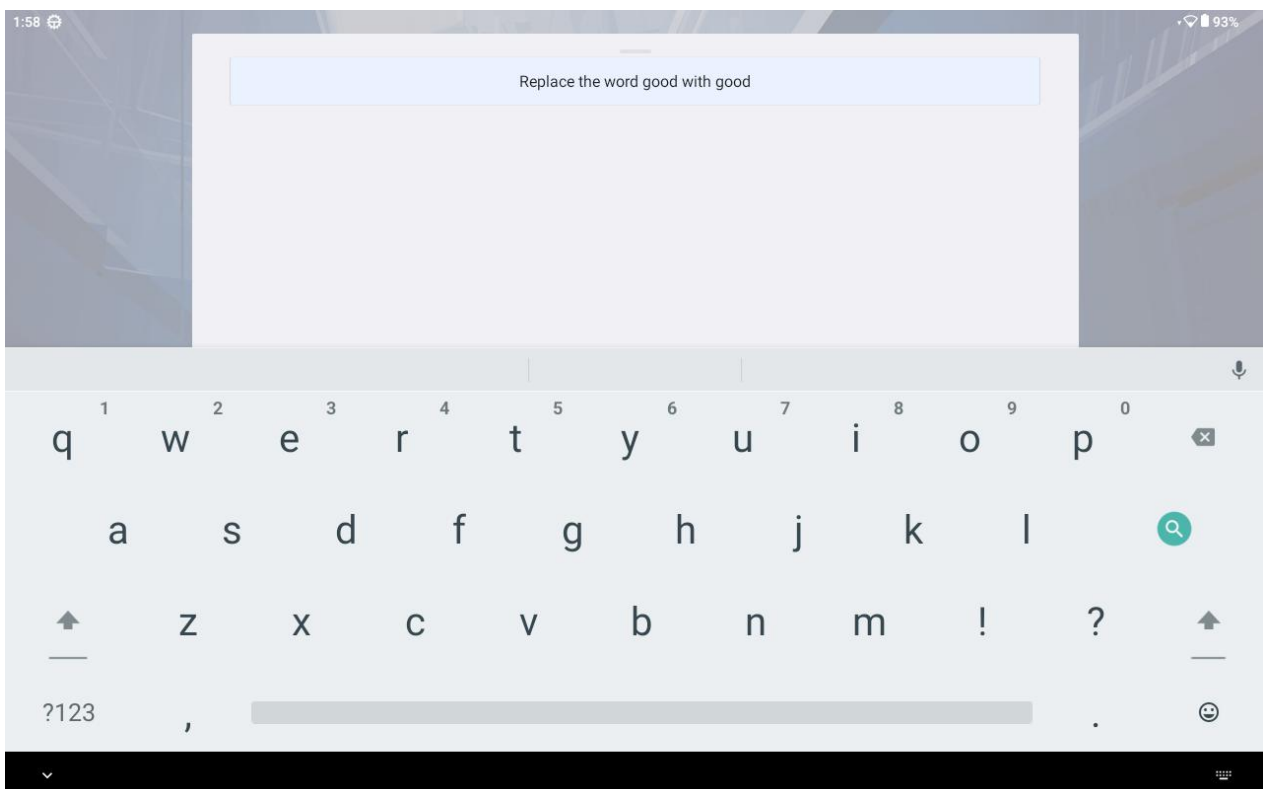 1:58 93%
Replace the word good with good
1 2 3 4 5 6 7 8 9 0
q w e r t y u i o p
a s d f g h j k l
z x c v b n m ! ?
?123 , .